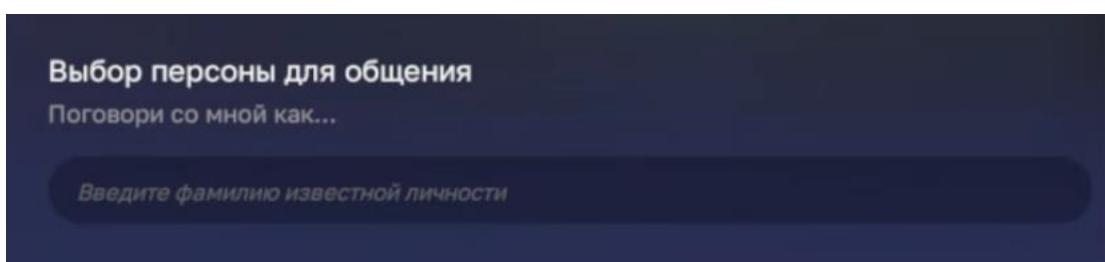 Выбор персоны для общения
Поговори со мной как...
Введите фамилию известной личности